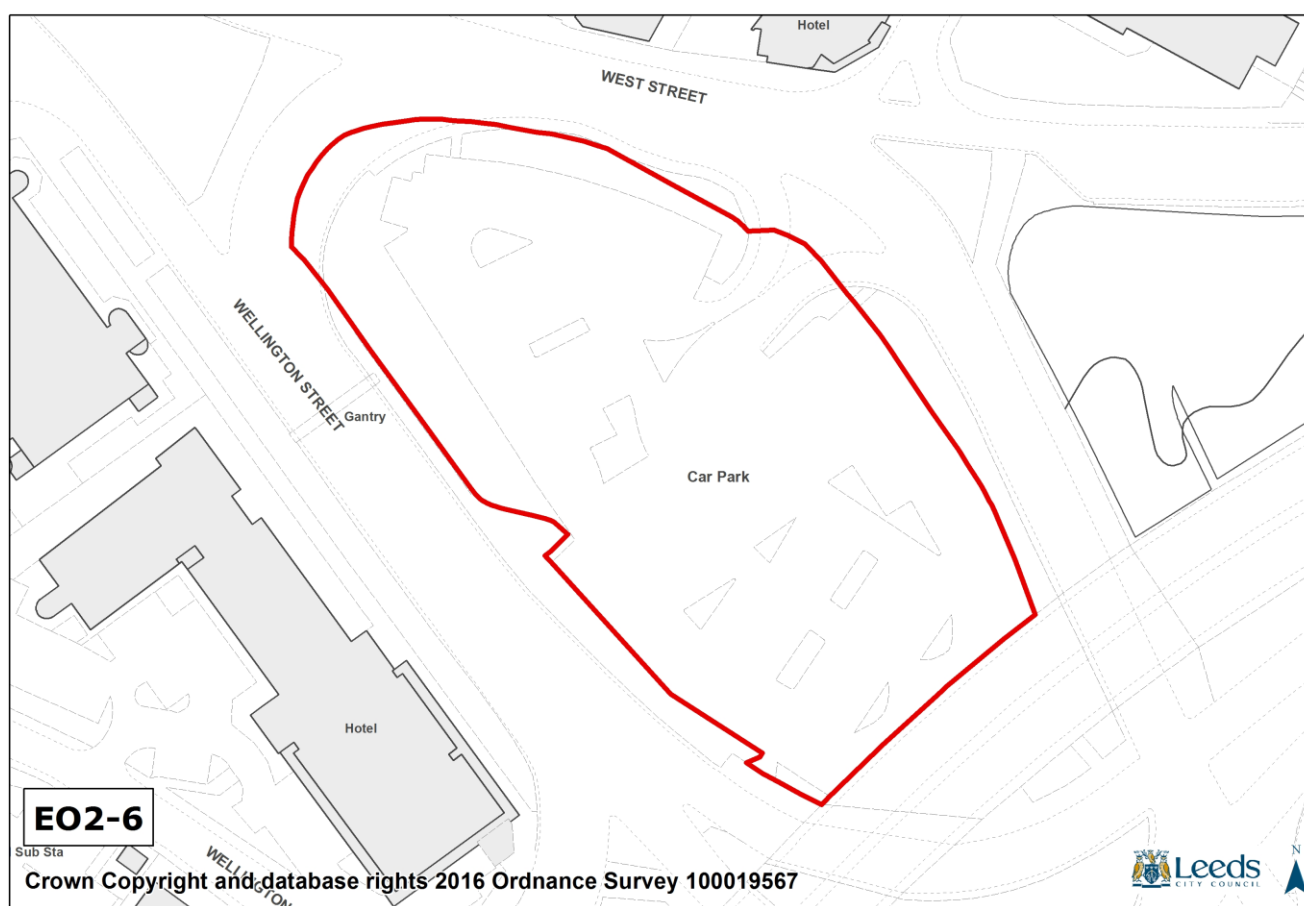 Hotel
WEST STREET
WELLINGTON STREET
Gantry
Car Park
Hotel
EO2-6
Sub Sta
WELLINGTON
Crown Copyright and database rights 2016 Ordnance Survey 100019567
Leeds
CITY COUNCIL
N